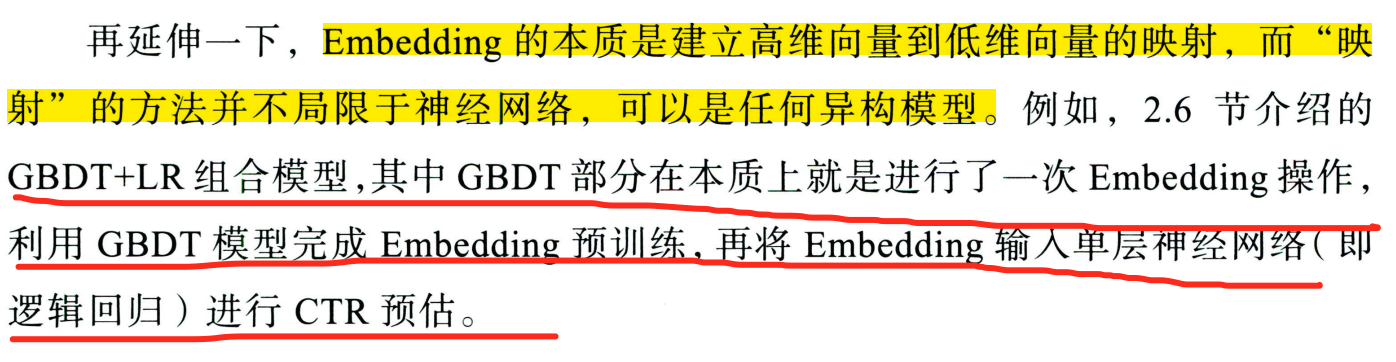 再延伸一下，Embedding 的本质是建立高维向量到低维向量的映射，而“映
射”的方法并不局限于神经网络，可以是任何异构模型。例如，2.6 节介绍的
GBDT+LR 组合模型，其中 GBDT 部分在本质上就是进行了一次 Embedding 操作，
利用 GBDT 模型完成 Embedding 预训练，再将 Embedding 输入单层神经网络（即
逻辑回归）进行 CTR 预估。